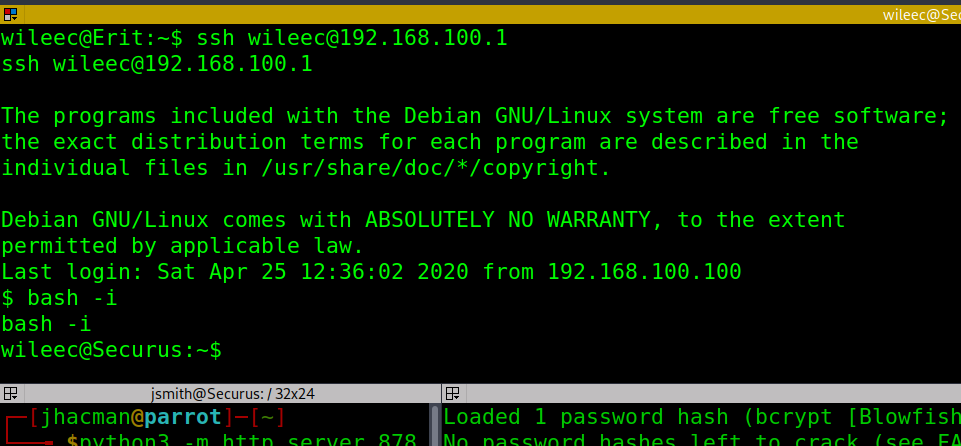 wileec@Sec
wileec@Erit:~$ ssh wileec@192.168.100.1
ssh wileec@192.168.100.1
The programs included with the Debian GNU/Linux system are free software;
the exact distribution terms for each program are described in the
individual files in /usr/share/doc/*/copyright.
Debian GNU/Linux comes with ABSOLUTELY NO WARRANTY, to the extent
permitted by applicable law.
Last login: Sat Apr 25 12:36:02 2020 from 192.168.100.100
$ bash -i
bash -i
wileec@Securus:~$
jsmith@Securus: / 32x24
┌─[jhacman@parrot]─[~]
└──╼ $python3 -m http.server 878
Loaded 1 password hash (bcrypt [Blowfish
No password hashes left to crack (see FA